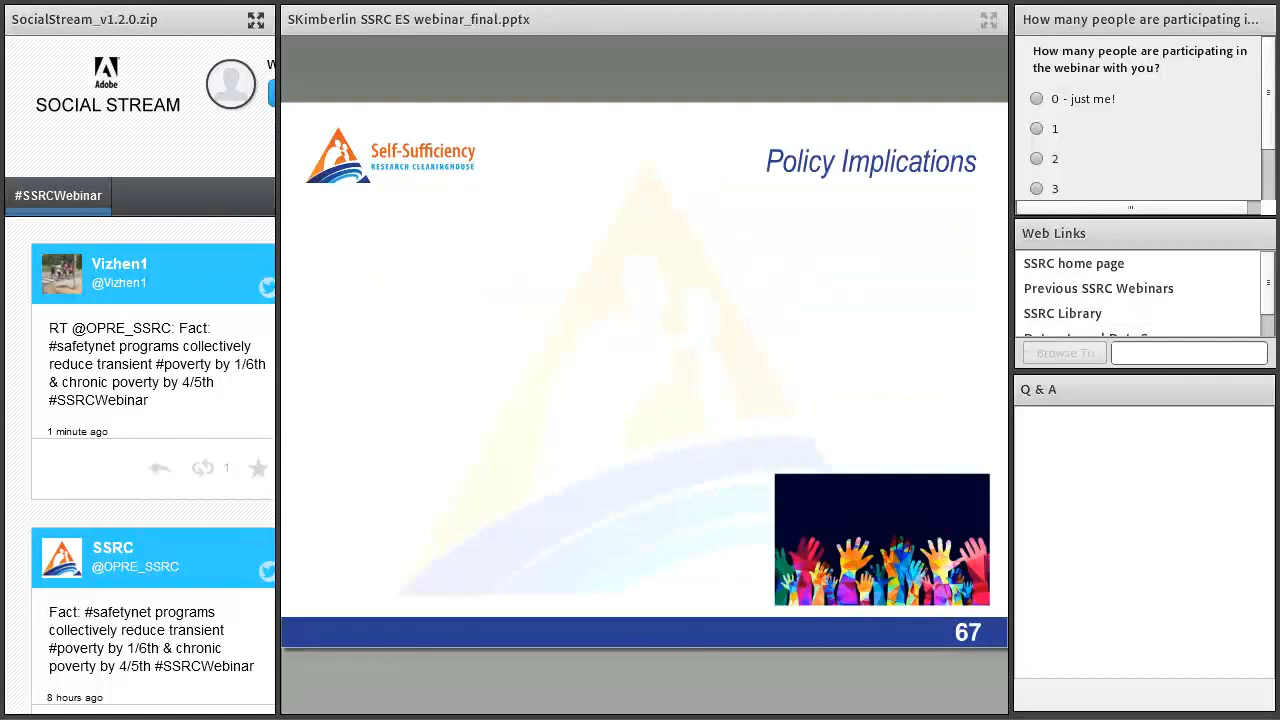 SocialStream_v1.2.0.zip
Adobe
SOCIAL STREAM
#SSRCWebinar
Vizhen1
@Vizhen1
RT @OPRE_SSRC: Fact:
#safetynet programs collectively
reduce transient #poverty by 1/6th
& chronic poverty by 4/5th
#SSRCWebinar
1 minute ago
1
SSRC
@OPRE_SSRC
Fact: #safetynet programs
collectively reduce transient
#poverty by 1/6th & chronic
poverty by 4/5th #SSRCWebinar
8 hours ago
SKimberlin SSRC ES webinar_final.pptx
Self-Sufficiency
RESEARCH CLEARINGHOUSE
Policy Implications
67
How many people are participating i...
How many people are participating in
the webinar with you?
0 - just me!
1
2
3
Web Links
SSRC home page
Previous SSRC Webinars
SSRC Library
Browse To
Q & A